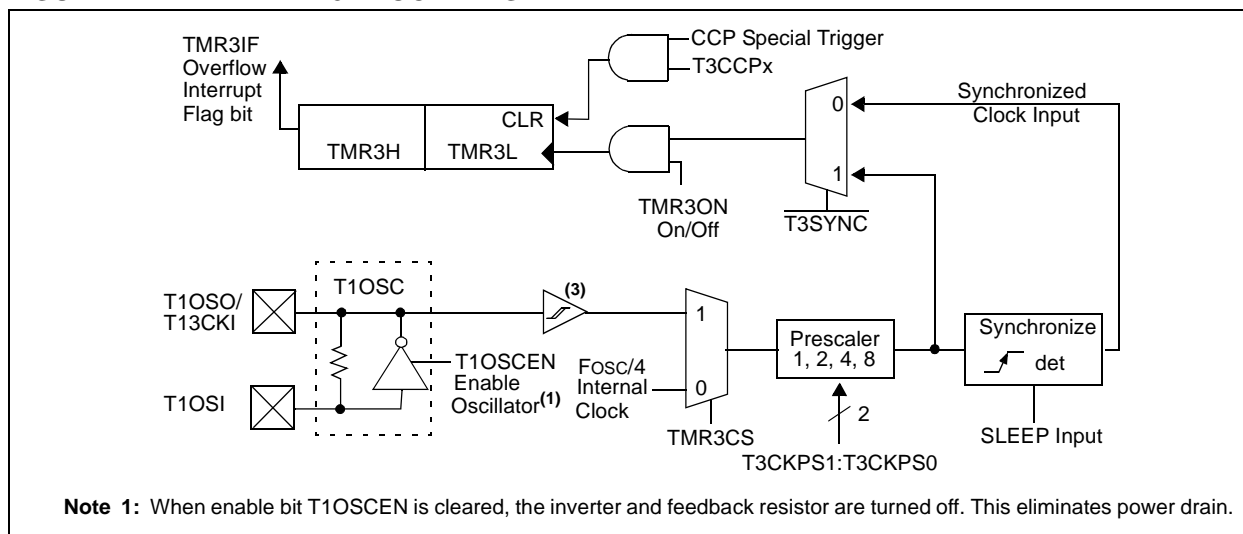 TMR3IF
Overflow
Interrupt
Flag bit
CCP Special Trigger
T3CCPx
CLR
TMR3H
TMR3L
TMR3ON
On/Off
0
1
T3SYNC
Synchronized
Clock Input
T1OSO/
T13CKI
T1OSI
T1OSC
T1OSCEN
Enable
Oscillator(1)
(3)
FOSC/4
Internal
Clock
1
0
TMR3CS
Prescaler
1, 2, 4, 8
2
T3CKPS1:T3CKPS0
Synchronize
det
SLEEP Input
Note 1: When enable bit T1OSCEN is cleared, the inverter and feedback resistor are turned off. This eliminates power drain.